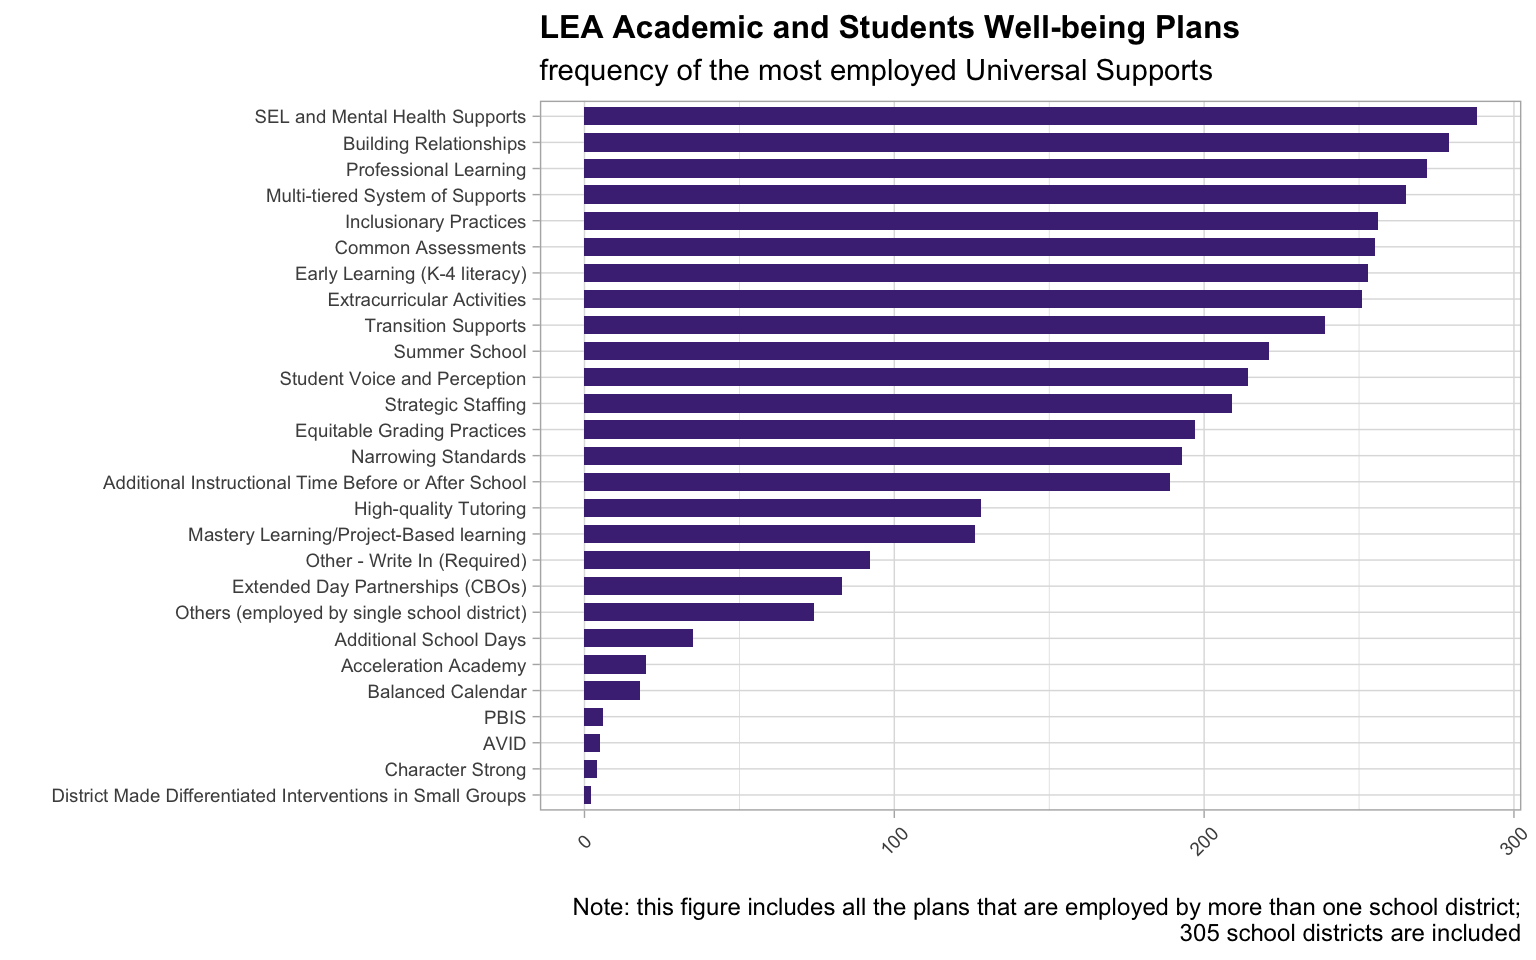 LEA Academic and Students Well-being Plans
frequency of the most employed Universal Supports
SEL and Mental Health Supports
Building Relationships
Professional Learning
Multi-tiered System of Supports
Inclusionary Practices
Common Assessments
Early Learning (K-4 literacy)
Extracurricular Activities
Transition Supports
Summer School
Student Voice and Perception
Strategic Staffing
Equitable Grading Practices
Narrowing Standards
Additional Instructional Time Before or After School
High-quality Tutoring
Mastery Learning/Project-Based learning
Other - Write In (Required)
Extended Day Partnerships (CBOs)
Others (employed by single school district)
Additional School Days
Acceleration Academy
Balanced Calendar
PBIS
AVID
Character Strong
District Made Differentiated Interventions in Small Groups
0 100 200 300
Note: this figure includes all the plans that are employed by more than one school district;
305 school districts are included